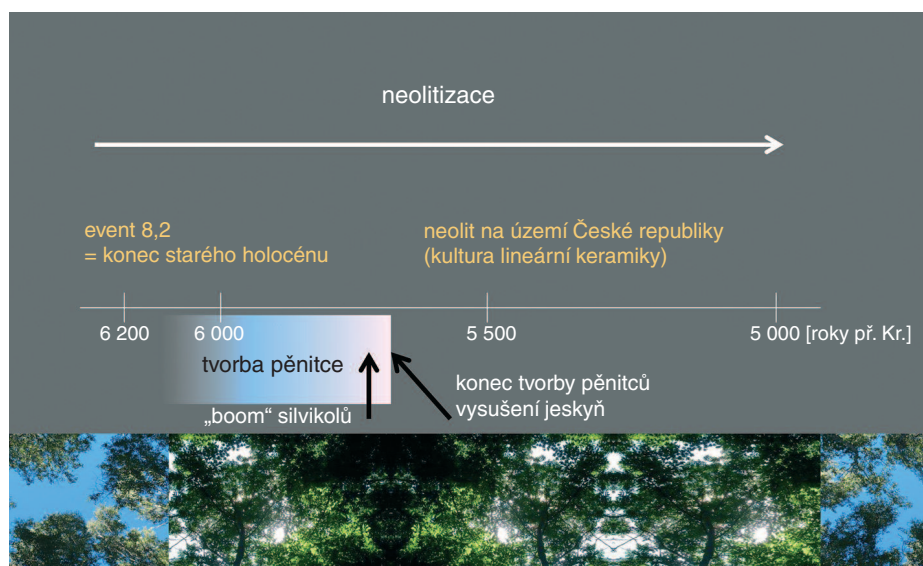 neolitizace
event 8,2
= konec starého holocénu
neolit na území České republiky
(kultura lineární keramiky)
6 200
6 000
5 500
5 000 [roky př. Kr.]
tvorba pěnitce
„boom“ silvikolů
konec tvorby pěnitců
vysušení jeskyň